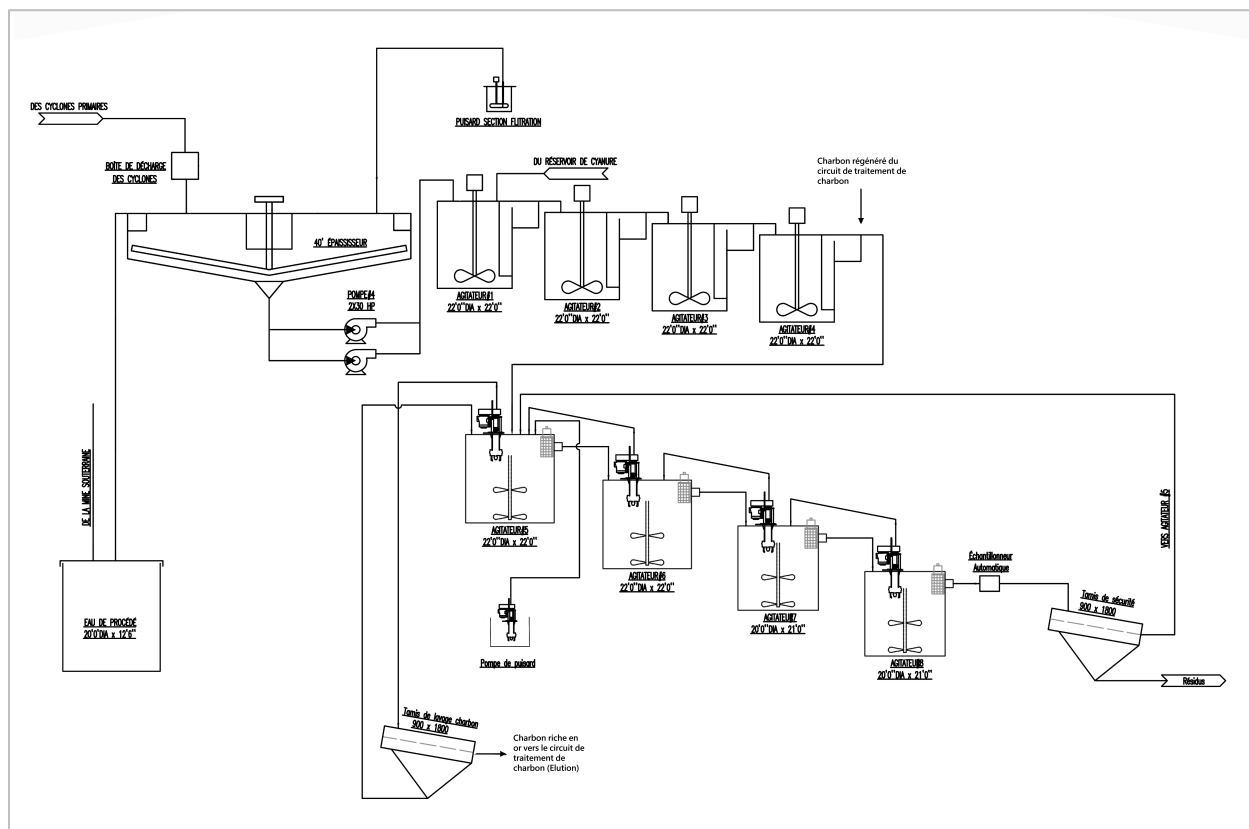 DES CYCLONES PRIMAIRES
PUISARD SECTION FLITRATION
BOÎTE DE DÉCHARGE
DES CYCLONES
DU RÉSERVOIR DE CYANURE
Charbon régénéré du
circuit de traitement de
charbon
40' ÉPAISSISSEUR
POMPE#4
2X30 HP
AGITATEUR#1
22'0"DIA x 22'0"
AGITATEUR#2
22'0"DIA x 22'0"
AGITATEUR#3
22'0"DIA x 22'0"
AGITATEUR#4
22'0"DIA x 22'0"
DE LA MINE SOUTERRAINE
AGITATEUR#5
22'0"DIA x 22'0"
AGITATEUR#6
22'0"DIA x 22'0"
AGITATEUR#7
20'0"DIA x 21'0"
AGITATEUR#8
20'0"DIA x 21'0"
VERS AGITATEUR #5
Échantillonneur
Automatique
Tamis de sécurité
900 x 1800
EAU DE PROCÉDÉ
20'0"DIA x 12'6"
Pompe de puisard
Résidus
Tamis de lavage charbon
900 x 1800
Charbon riche en
or vers le circuit de
traitement de
charbon (Elution)